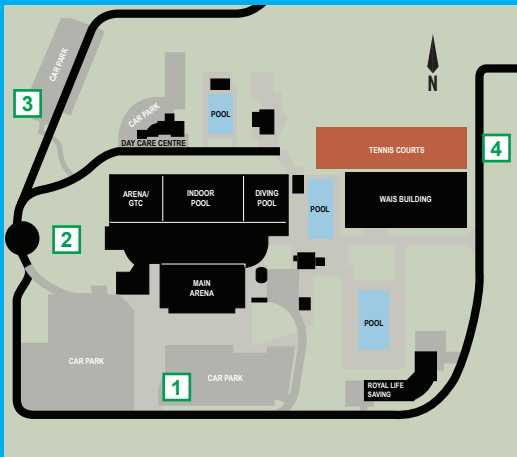 CAR PARK
3
CAR PARK
POOL
N
DAY CARE CENTRE
TENNIS COURTS
4
ARENA/
GTC
INDOOR
POOL
DIVING
POOL
POOL
WAIS BUILDING
2
MAIN
ARENA
POOL
CAR PARK
1
CAR PARK
ROYAL LIFE
SAVING